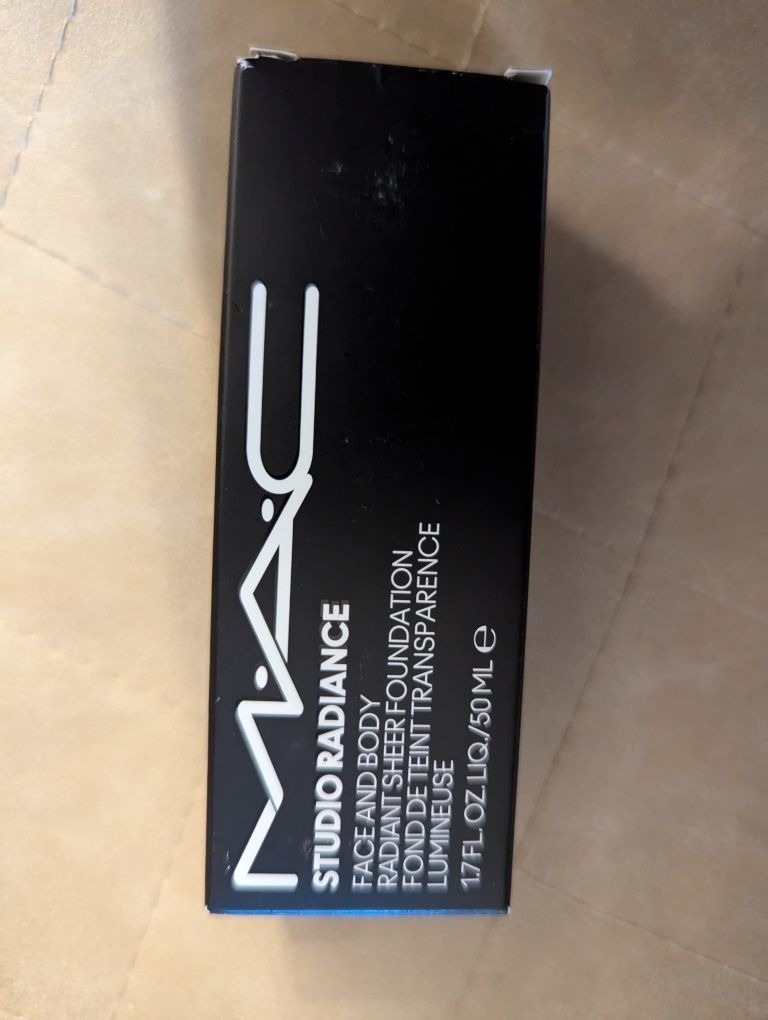 M·A·C
STUDIO RADIANCE
FACE AND BODY
RADIANT SHEER FOUNDATION
FOND DE TEINT TRANSPARENCE
LUMINEUSE
1.7 FL. OZ. LIQ./50 ML ℮